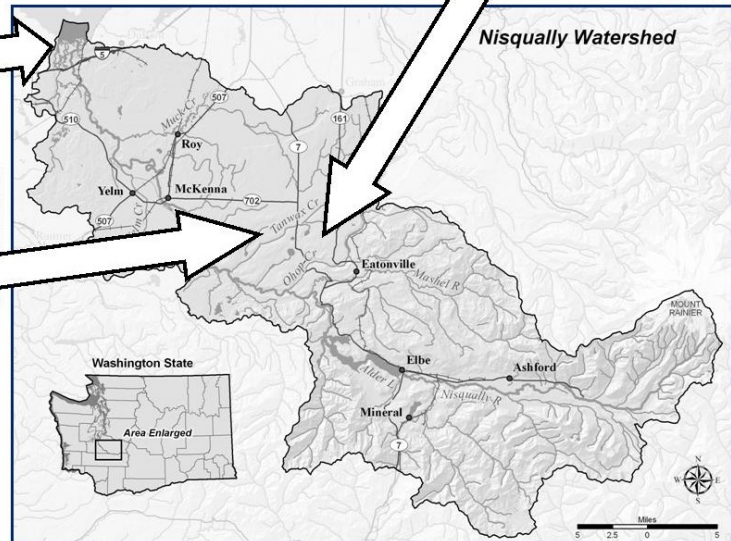 Nisqually Watershed
5
510
507
Muck Cr
Roy
7
161
Yelm
McKenna
702
507
Tanwax Cr
Ohop Cr
Eatonville
Mashel R
MOUNT
RAINIER
Elbe
Ashford
Alder L
Nisqually R
Mineral
7
Washington State
Area Enlarged
N
W
E
S
Miles
5
2.5
0
5